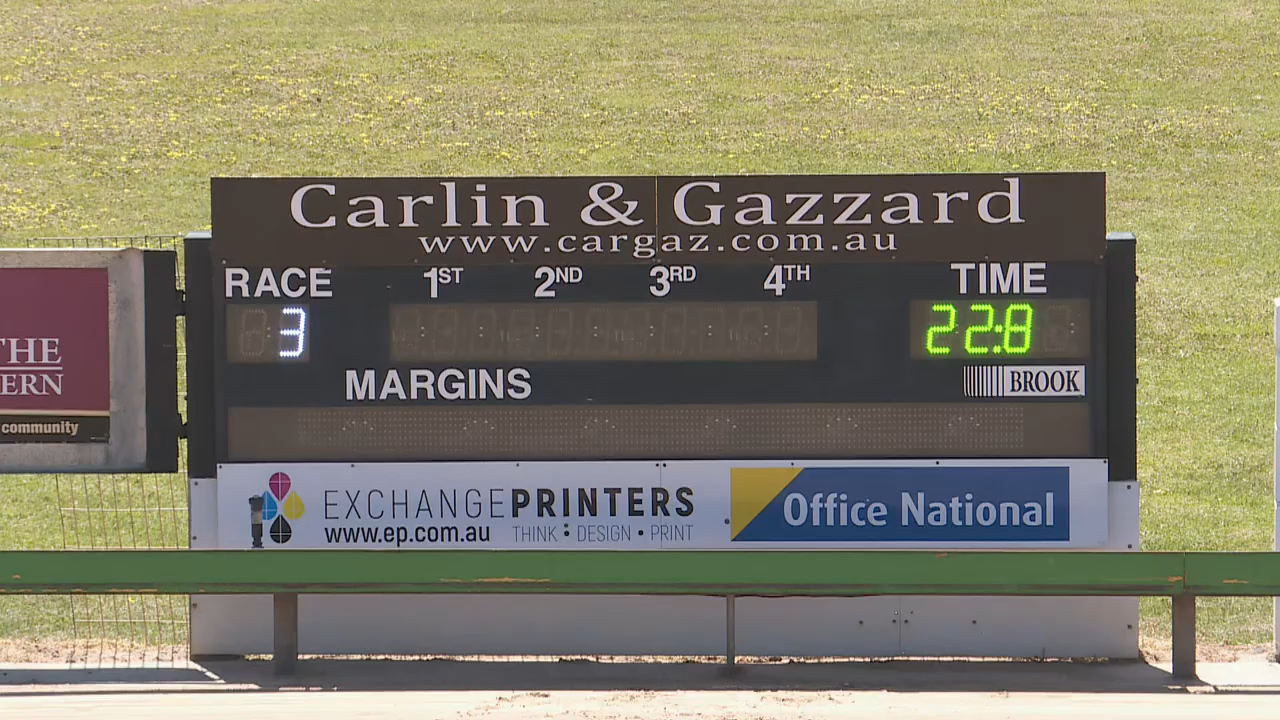 Carlin & Gazzard
www.cargaz.com.au
RACE 1ST 2ND 3RD 4TH TIME
3 22:8
MARGINS
BROOK
THE
ERN
community
EXCHANGEPRINTERS
www.ep.com.au THINK : DESIGN • PRINT
Office National